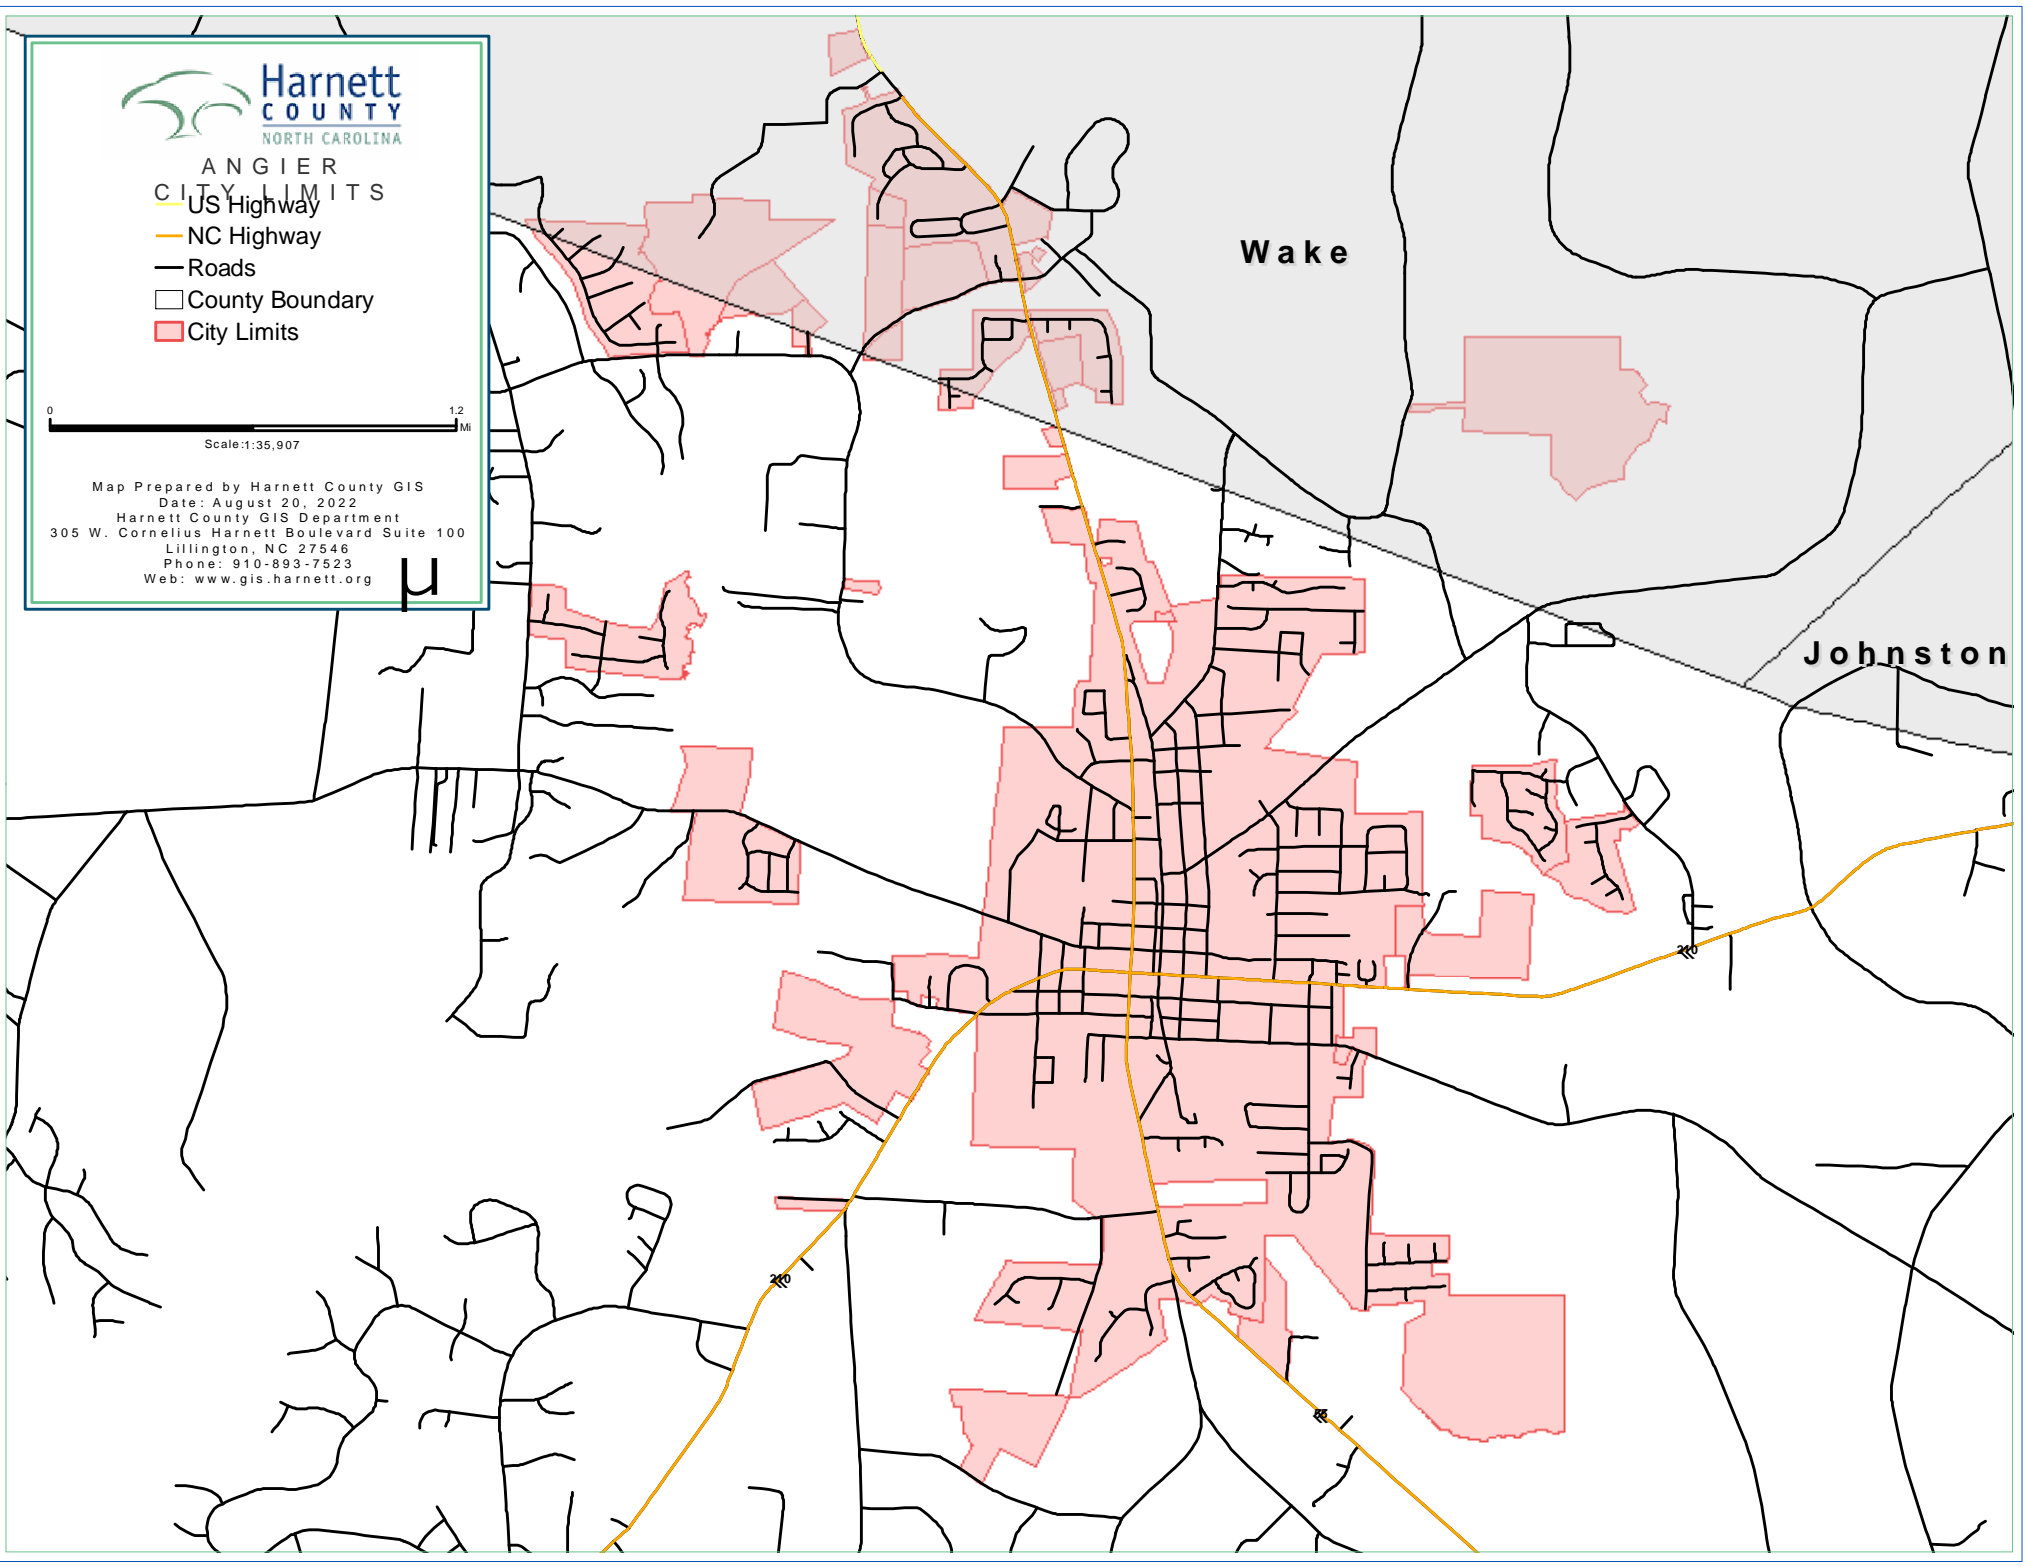 Harnett
COUNTY
NORTH CAROLINA
ANGIER
CITY LIMITS
US Highway
NC Highway
Roads
County Boundary
City Limits
0
1.2
Mi
Scale:1:35,907
Map Prepared by Harnett County GIS
Date: August 20, 2022
Harnett County GIS Department
305 W. Cornelius Harnett Boulevard Suite 100
Lillington, NC 27546
Phone: 910-893-7523
Web: www.gis.harnett.org
µ
Wake
Johnston
210
210
55